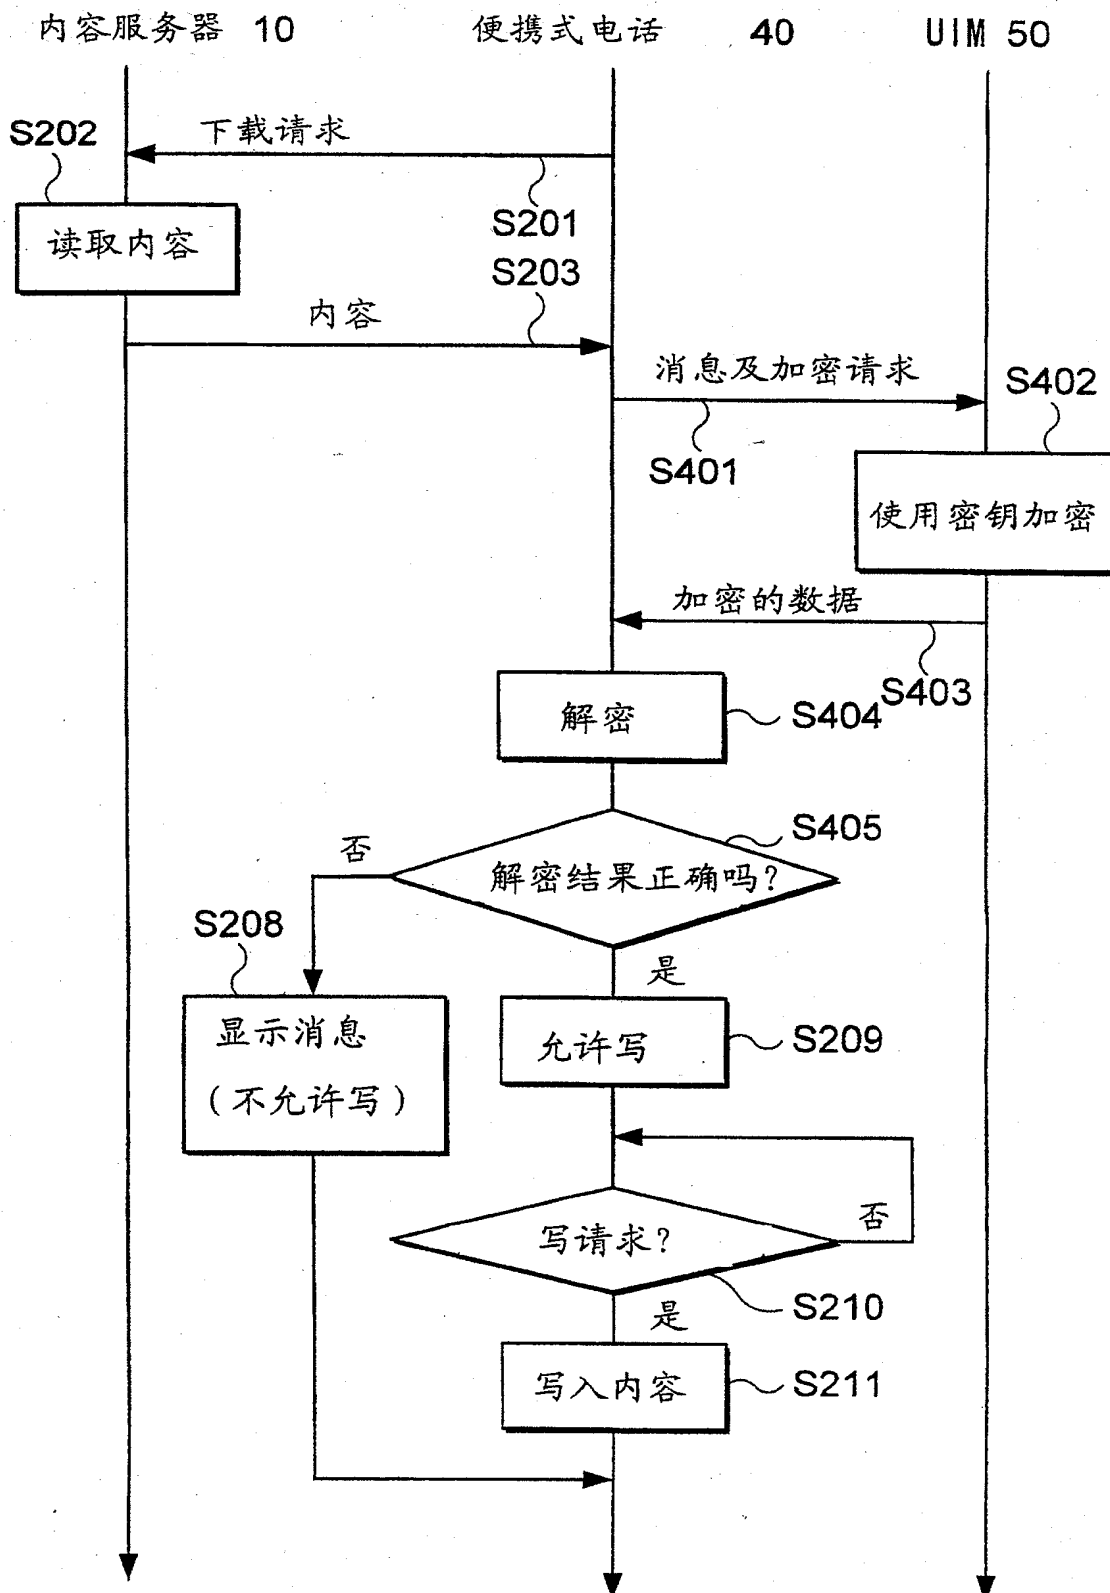 内容服务器 10
便携式电话 40
UIM 50
S202
下载请求
S201
读取内容
S203
内容
消息及加密请求
S402
S401
使用密钥加密
加密的数据
S403
解密
S404
S405
否
解密结果正确吗?
S208
是
显示消息
(不允许写)
允许写
S209
否
写请求?
S210
是
写入内容
S211